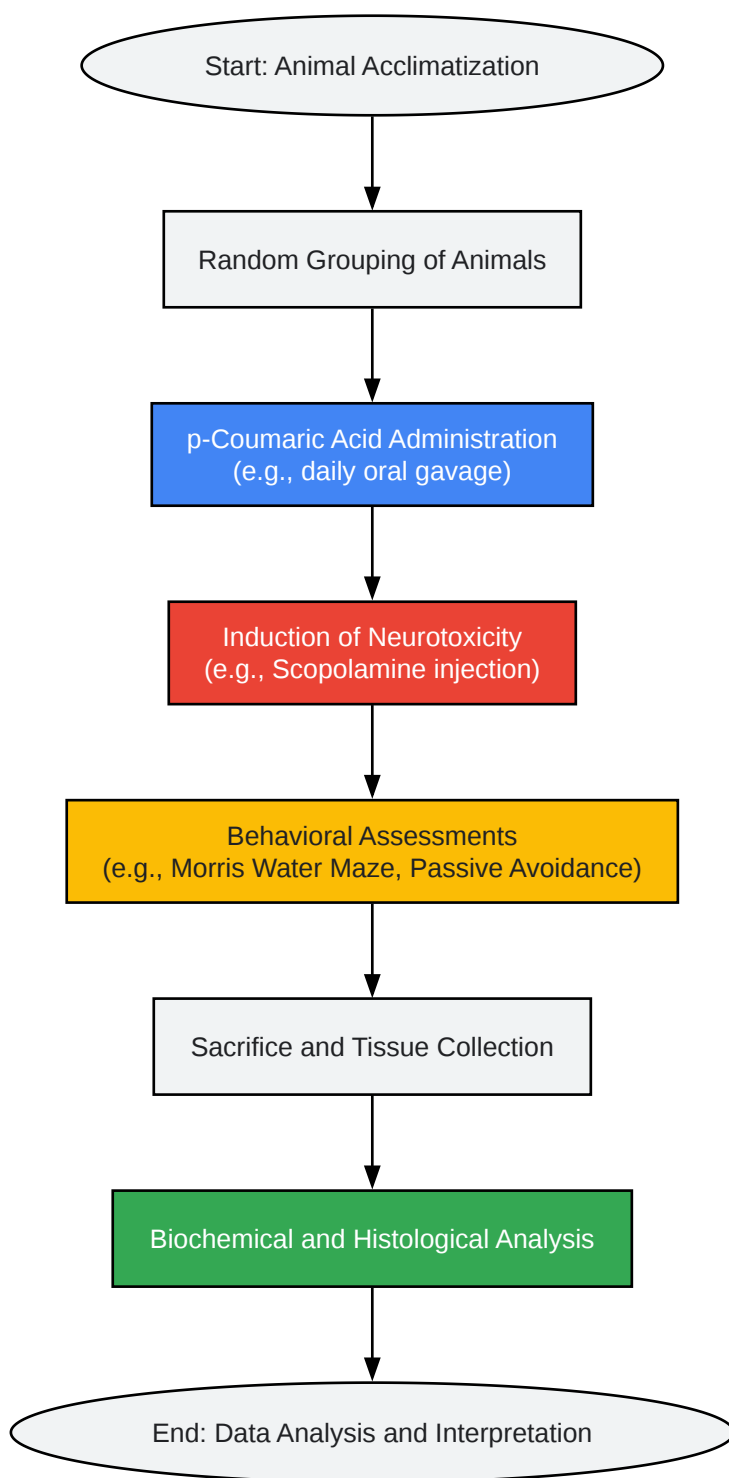 Start: Animal Acclimatization
Random Grouping of Animals
p-Coumaric Acid Administration
(e.g., daily oral gavage)
Induction of Neurotoxicity
(e.g., Scopolamine injection)
Behavioral Assessments
(e.g., Morris Water Maze, Passive Avoidance)
Sacrifice and Tissue Collection
Biochemical and Histological Analysis
End: Data Analysis and Interpretation